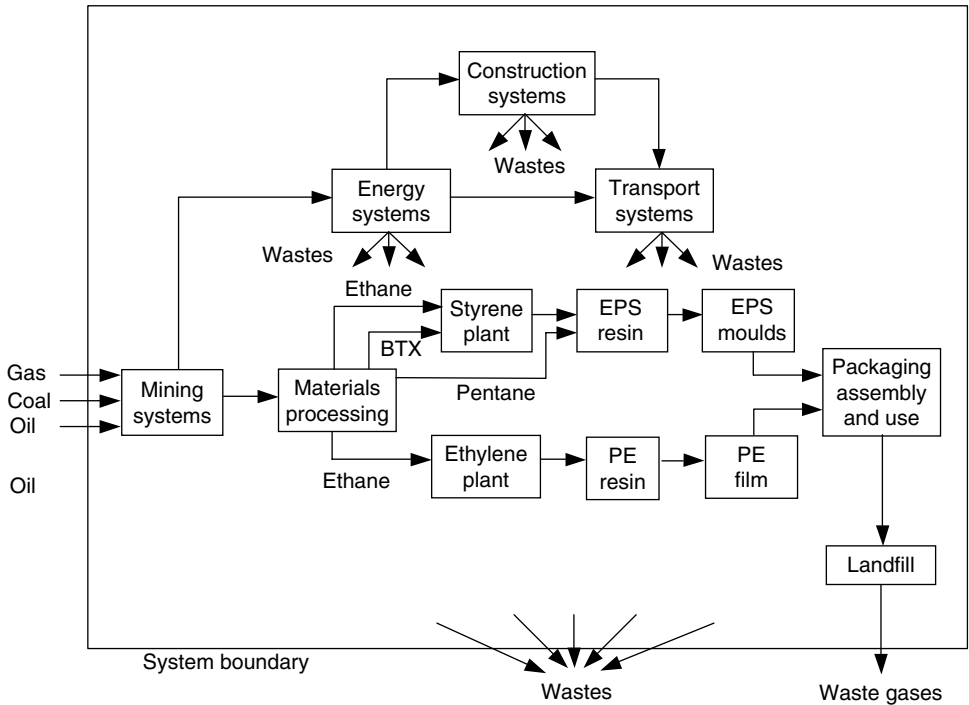 Construction
systems
Wastes
Energy
systems
Transport
systems
Wastes
Wastes
Ethane
Styrene
plant
EPS
resin
EPS
moulds
BTX
Gas
Coal
Oil
Mining
systems
Materials
processing
Pentane
Packaging
assembly
and use
Oil
Ethane
Ethylene
plant
PE
resin
PE
film
Landfill
System boundary
Wastes
Waste gases